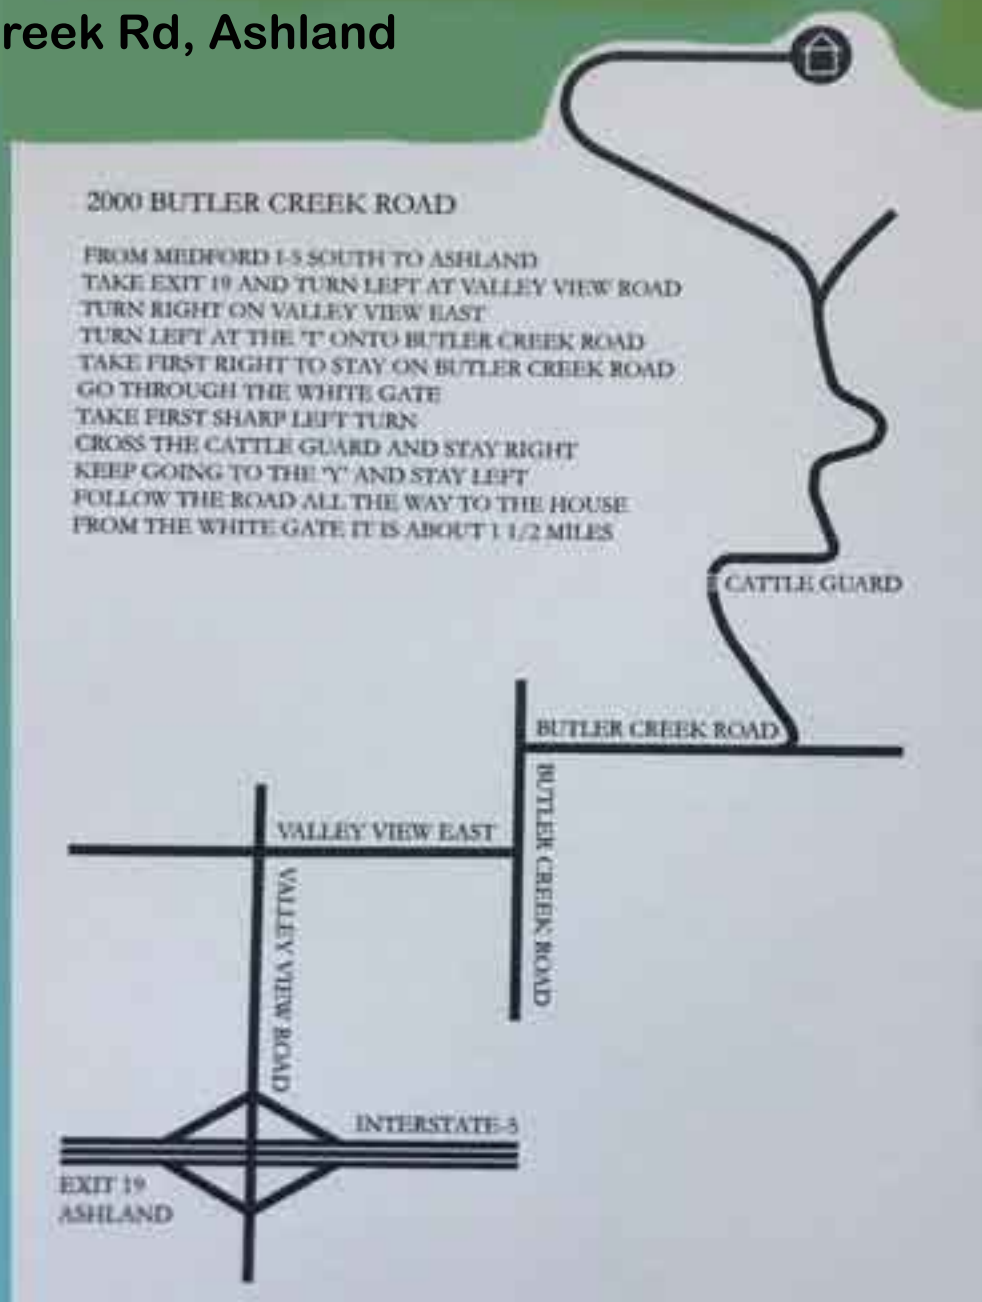 reek Rd, Ashland
2000 BUTLER CREEK ROAD
FROM MEDFORD I-5 SOUTH TO ASHLAND
TAKE EXIT 19 AND TURN LEFT AT VALLEY VIEW ROAD
TURN RIGHT ON VALLEY VIEW EAST
TURN LEFT AT THE 'T' ONTO BUTLER CREEK ROAD
TAKE FIRST RIGHT TO STAY ON BUTLER CREEK ROAD
GO THROUGH THE WHITE GATE
TAKE FIRST SHARP LEFT TURN
CROSS THE CATTLE GUARD AND STAY RIGHT
KEEP GOING TO THE 'Y' AND STAY LEFT
FOLLOW THE ROAD ALL THE WAY TO THE HOUSE
FROM THE WHITE GATE IT IS ABOUT 1 1/2 MILES
CATTLE GUARD
BUTLER CREEK ROAD
BUTLER CREEK ROAD
VALLEY VIEW EAST
VALLEY VIEW ROAD
INTERSTATE-5
EXIT 19
ASHLAND